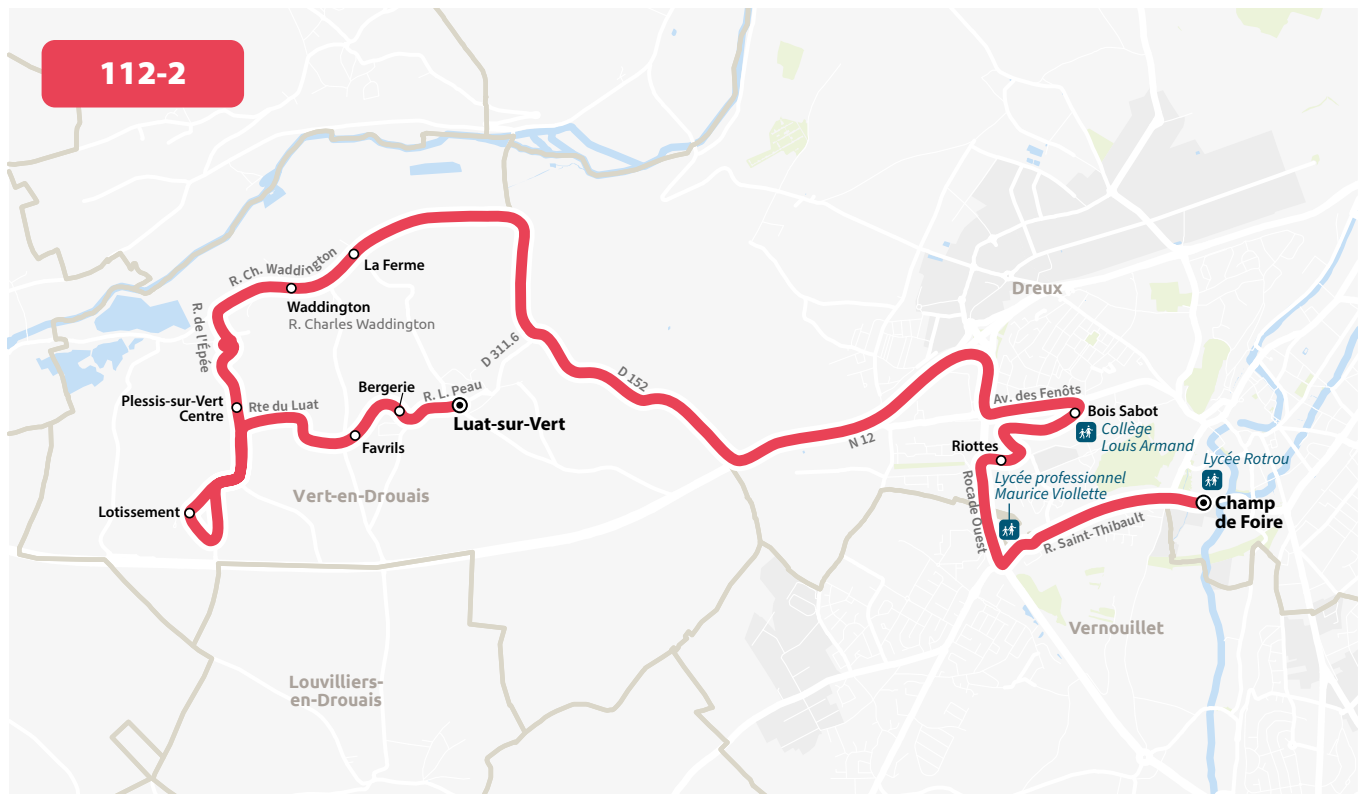 112-2
R. Ch. Waddington
La Ferme
Waddington
R. Charles Waddington
R. de l'Épée
D 311.6
D 152
Dreux
Plessis-sur-Vert
Centre
Rte du Luat
Bergerie
R. L. Peau
Luat-sur-Vert
Favrils
Av. des Fenôts
Bois Sabot
Collège
Louis Armand
N 12
Riottes
Lycée Rotrou
Lycée professionnel
Maurice Viollette
Rocade Ouest
Vert-en-Drouais
Lotissement
Champ
de Foire
R. Saint-Thibault
Vernouillet
Louvilliers-
en-Drouais